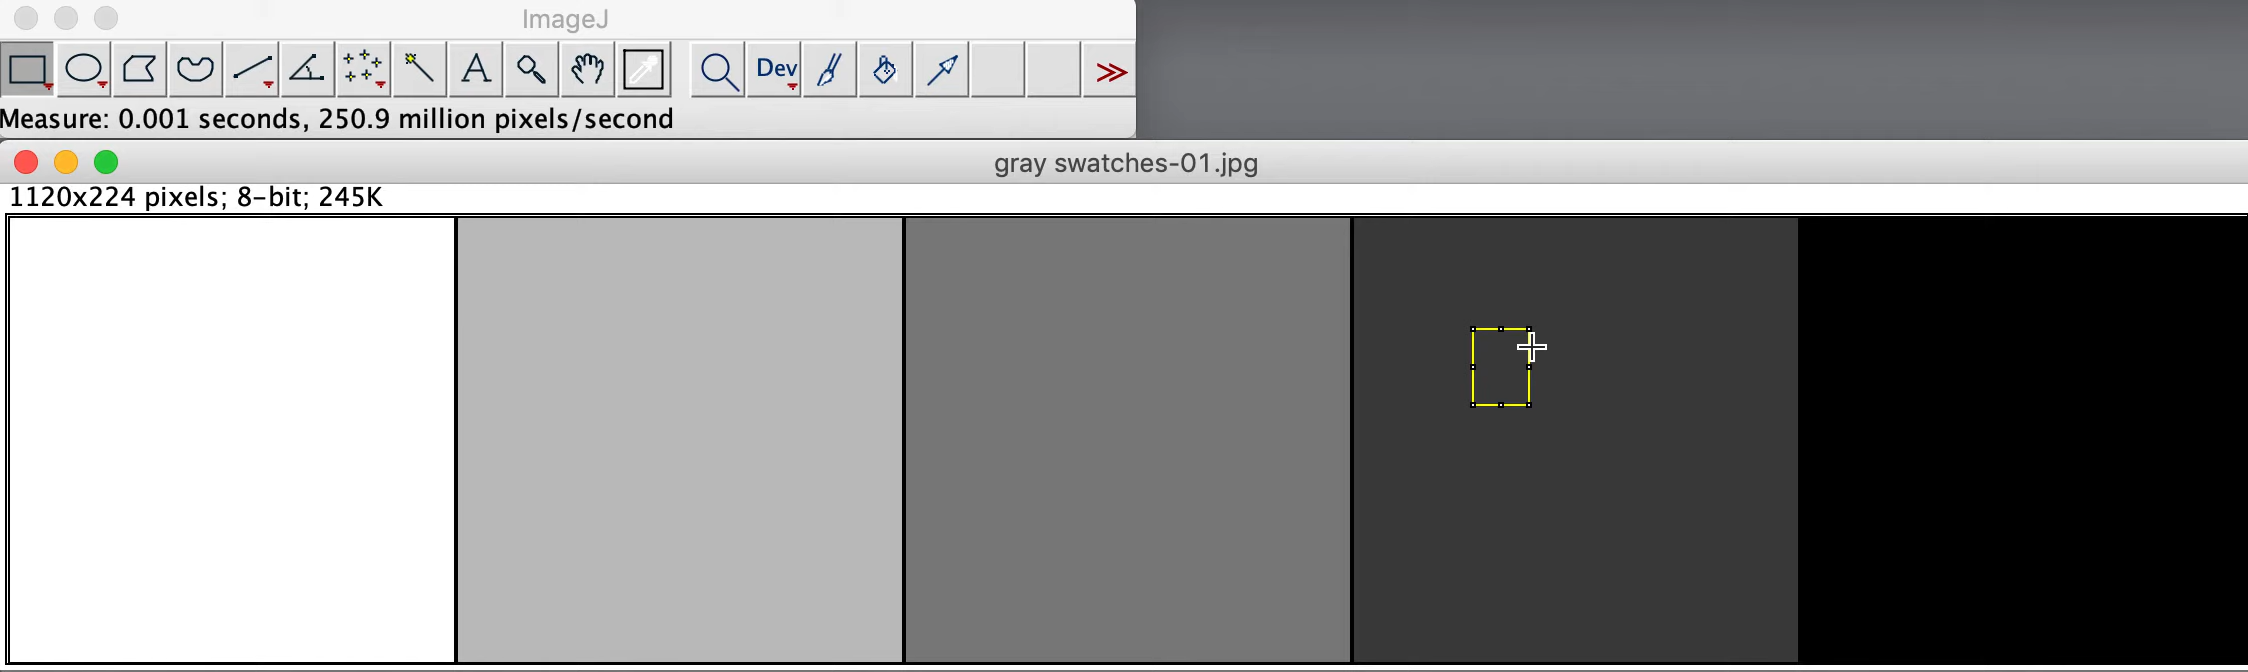 ImageJ
A Dev >>
Measure: 0.001 seconds, 250.9 million pixels/second
gray swatches-01.jpg
1120x224 pixels; 8-bit; 245K